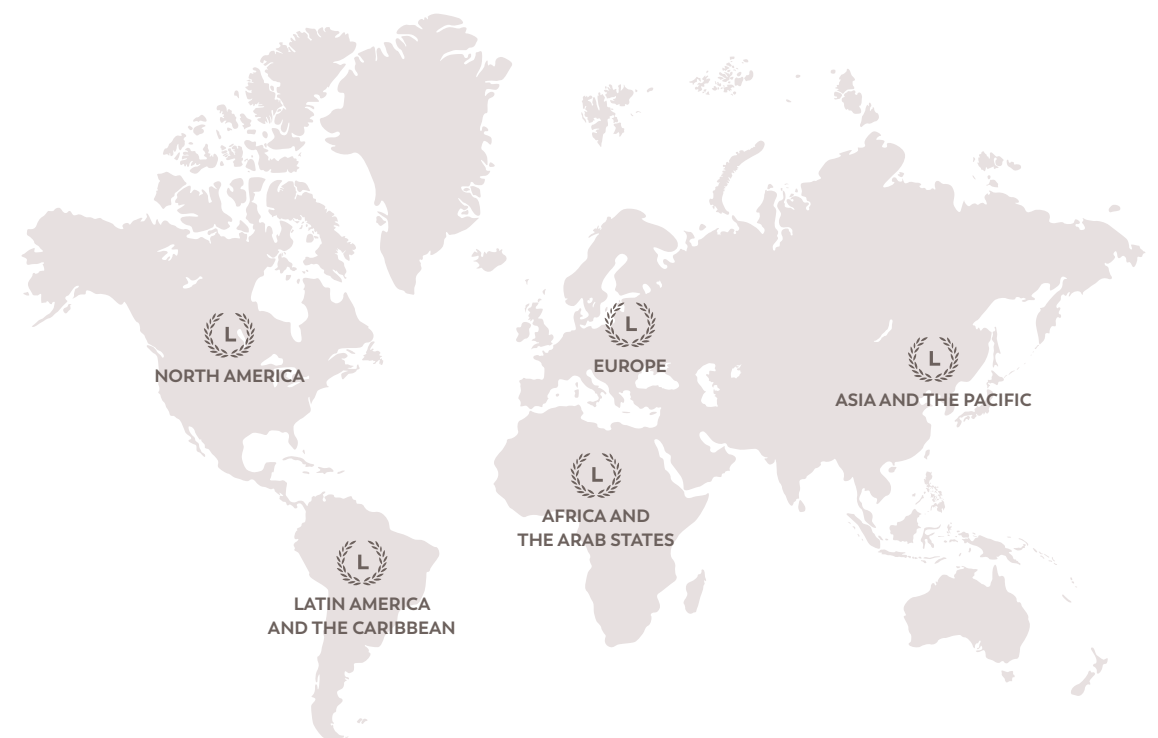 L
EUROPE
L
NORTH AMERICA
L
ASIA AND THE PACIFIC
L
AFRICA AND
THE ARAB STATES
L
LATIN AMERICA
AND THE CARIBBEAN